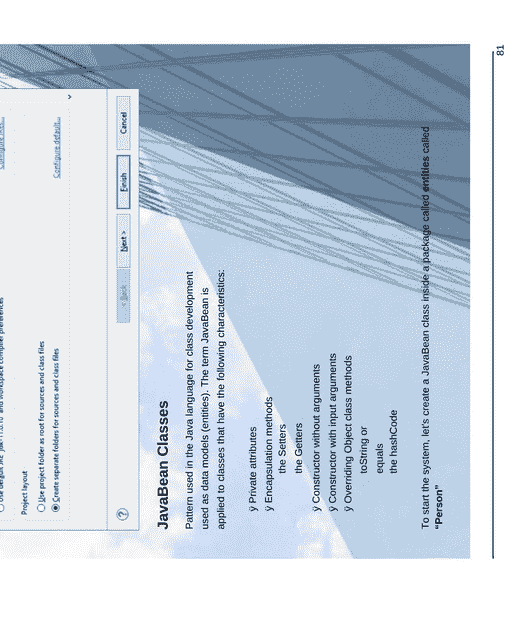 81
Configure default...
Project layout
Use project folder as root for sources and class files
Create separate folders for sources and class files
?
< Back
Next >
Finish
Cancel
JavaBean Classes
Pattern used in the Java language for class development
used as data models (entities). The term JavaBean is
applied to classes that have the following characteristics:
ÿ Private attributes
ÿ Encapsulation methods
the Setters
the Getters
ÿ Constructor without arguments
ÿ Constructor with input arguments
ÿ Overriding Object class methods
toString or
equals
the hashCode
To start the system, let's create a JavaBean class inside a package called entities called
“Person”